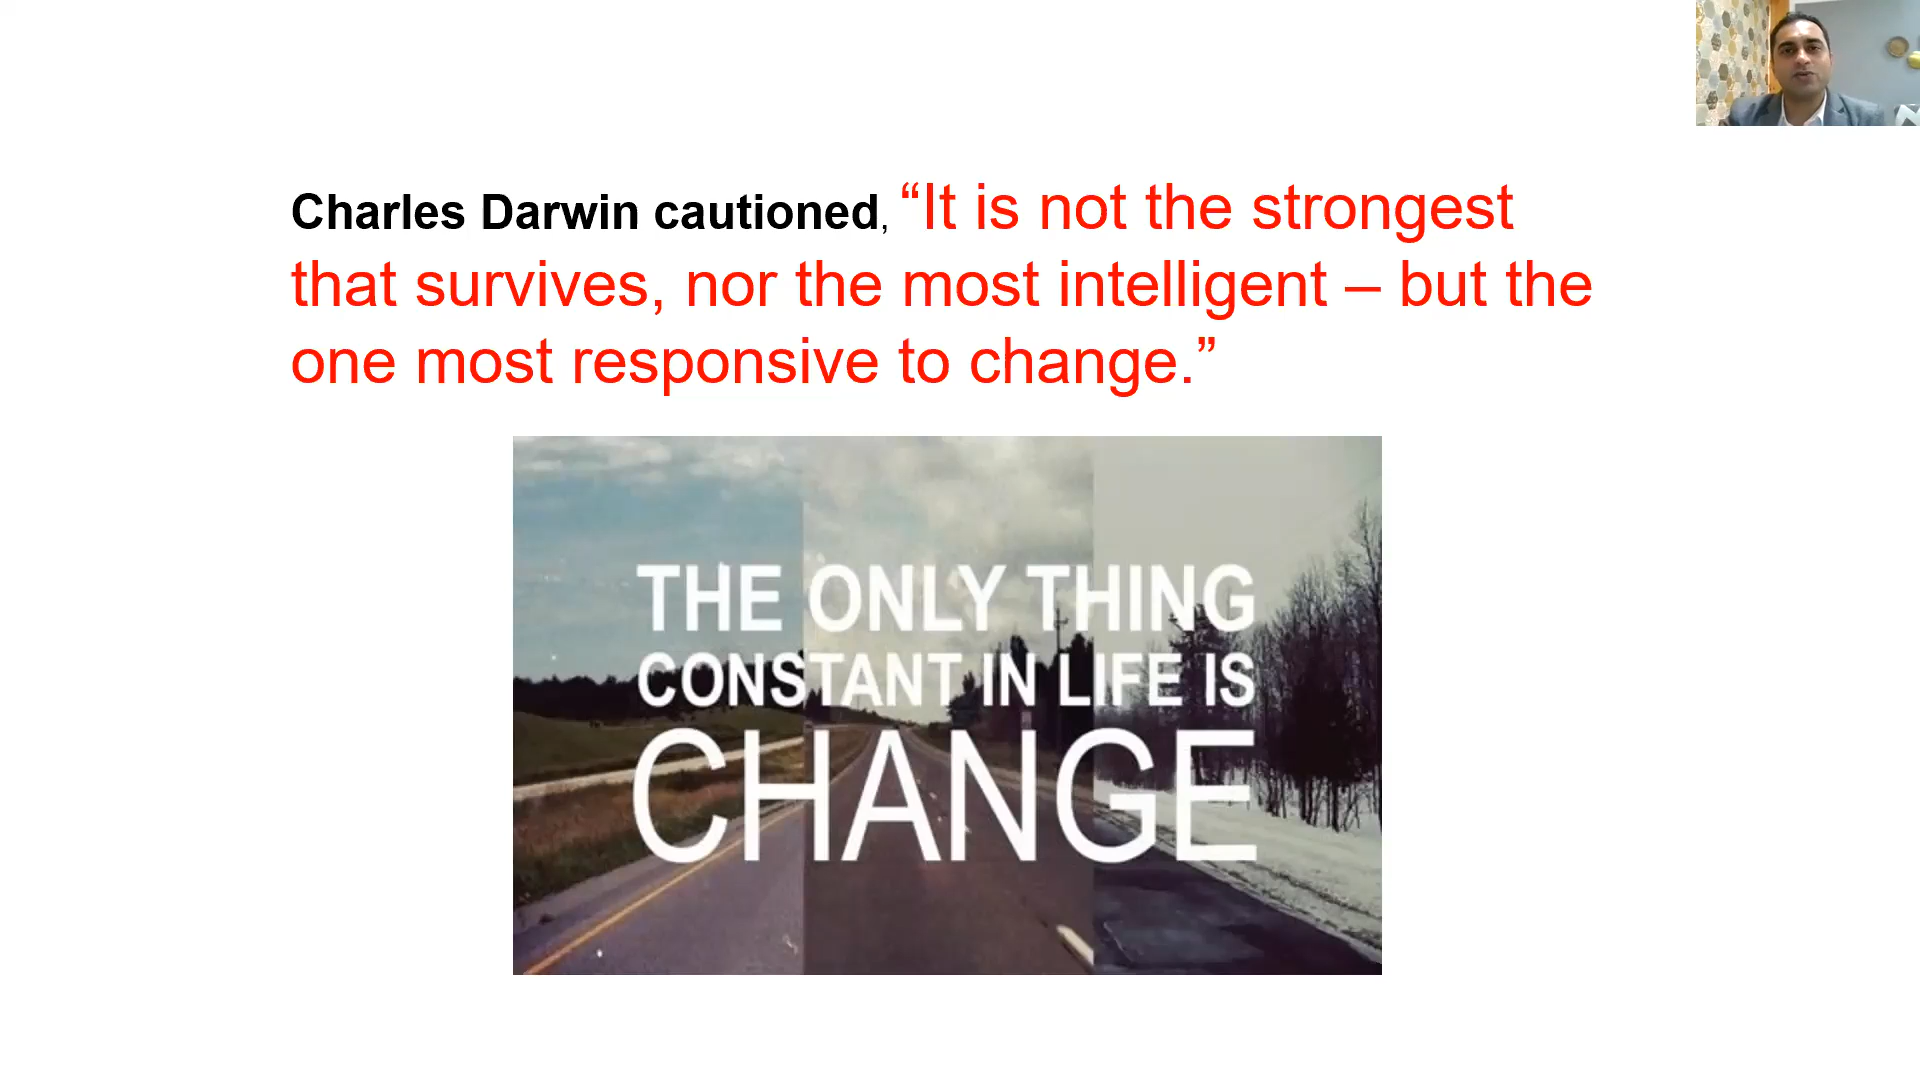 Charles Darwin cautioned, “It is not the strongest
that survives, nor the most intelligent – but the
one most responsive to change.”
THE ONLY THING
CONSTANT IN LIFE IS
CHANGE